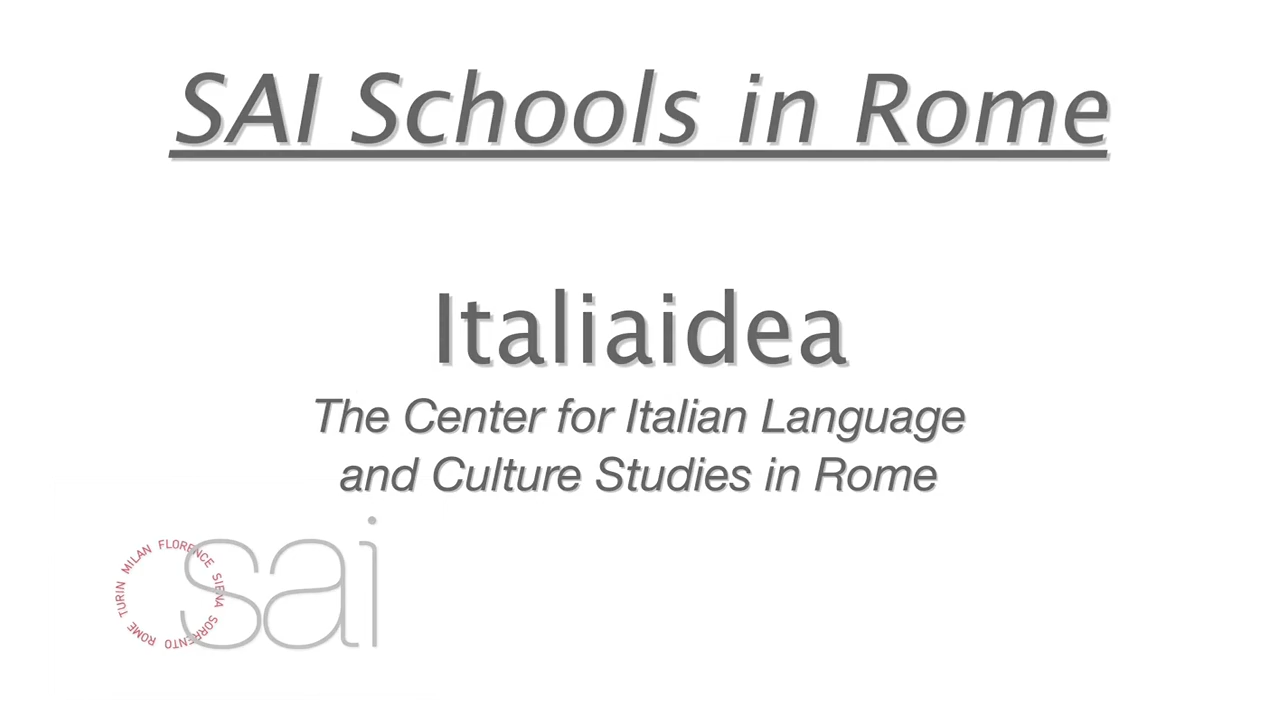 SAI Schools in Rome
Italiaidea
The Center for Italian Language
and Culture Studies in Rome
sai
ROME TURIN MILAN FLORENCE SIENA SORRENTO